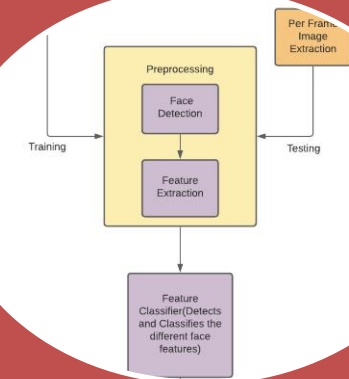 Per Frame
Image
Extraction
Preprocessing
Face
Detection
Training
Testing
Feature
Extraction
Feature
Classifier(Detects
and Classifies the
different face
features)